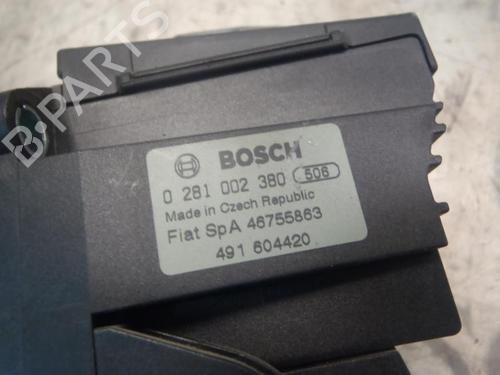 B-PARTS
BOSCH
0 281 002 380 506
Made in Czech Republic
Fiat SpA 46755863
491 604420